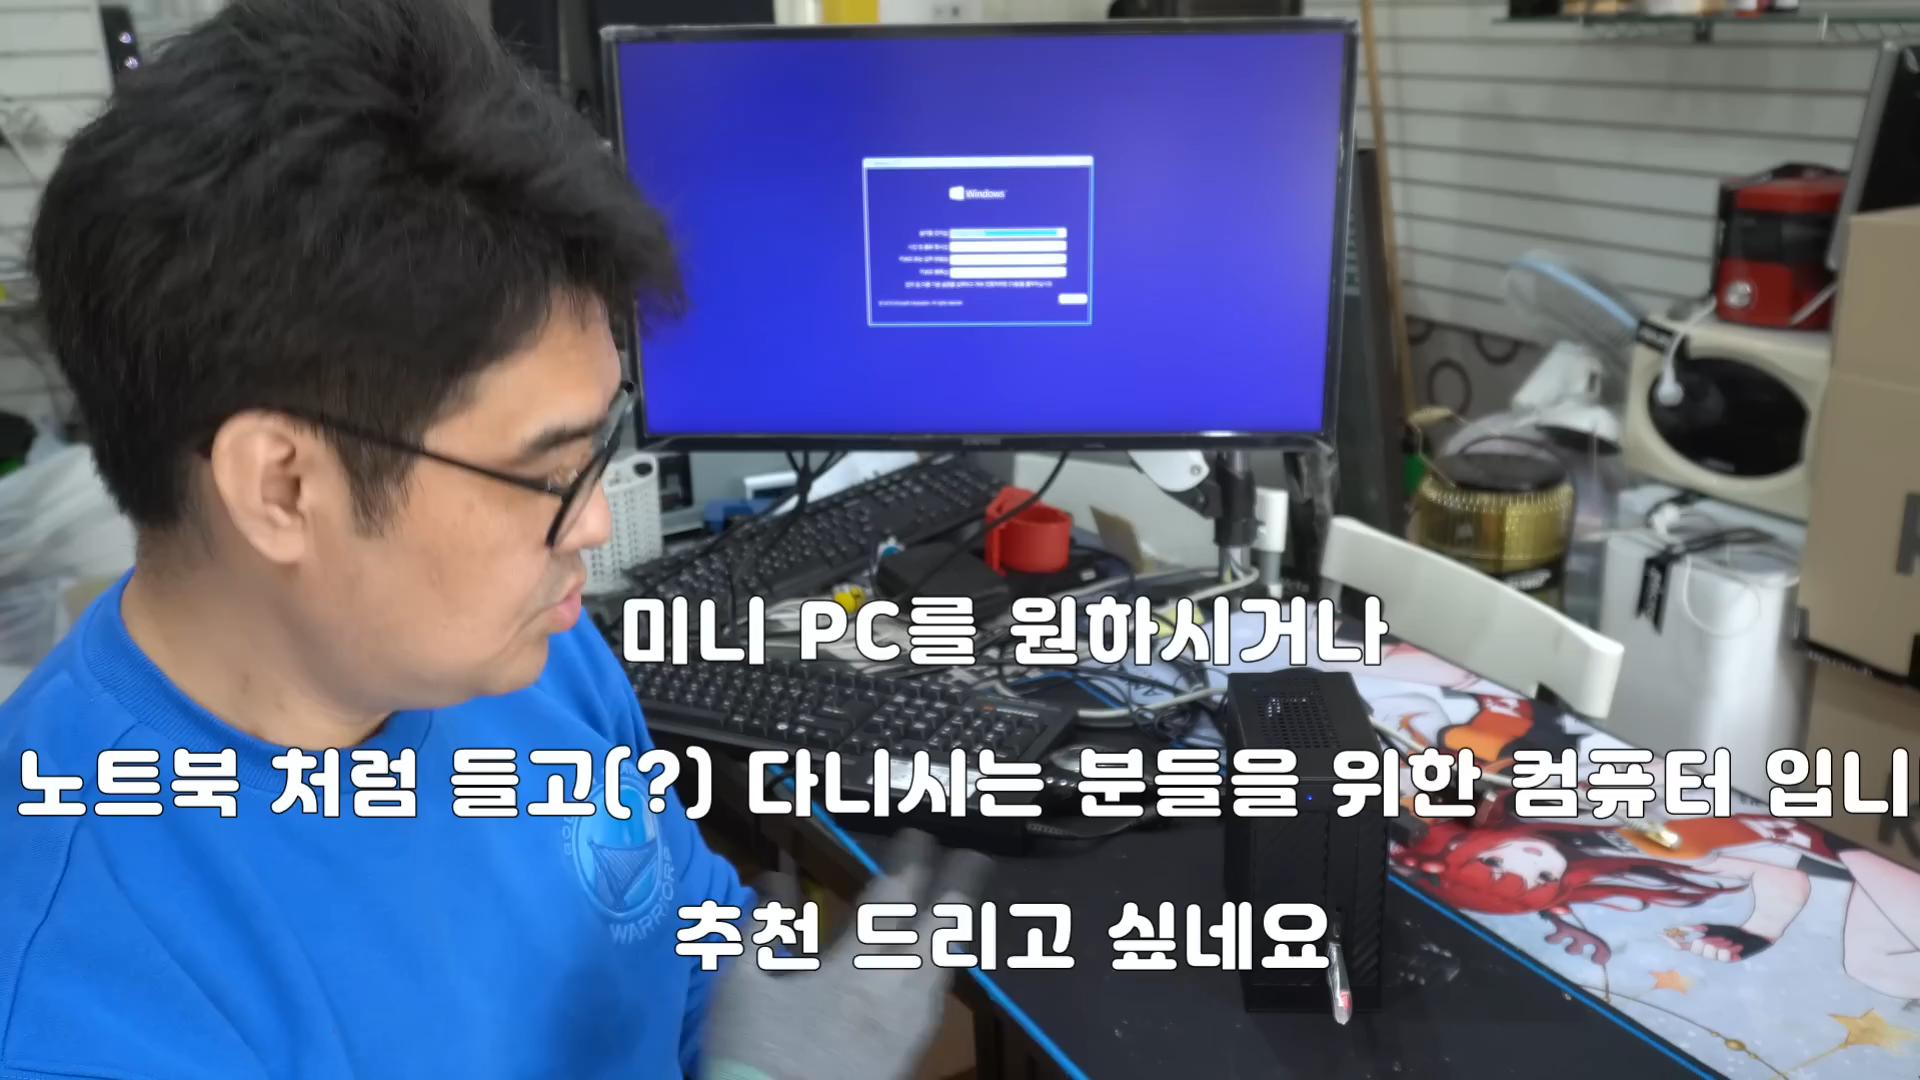 Windows
미니 PC를 원하시거나
노트북 처럼 들고(?) 다니시는 분들을 위한 컴퓨터 입니
추천 드리고 싶네요
WARRIORS